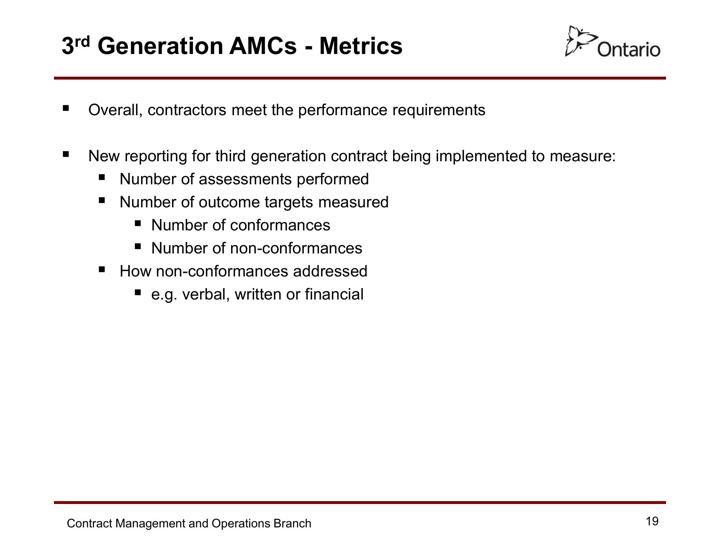 3rd Generation AMCs - Metrics
Ontario
▪ Overall, contractors meet the performance requirements
▪ New reporting for third generation contract being implemented to measure:
▪ Number of assessments performed
▪ Number of outcome targets measured
▪ Number of conformances
▪ Number of non-conformances
▪ How non-conformances addressed
▪ e.g. verbal, written or financial
Contract Management and Operations Branch
19